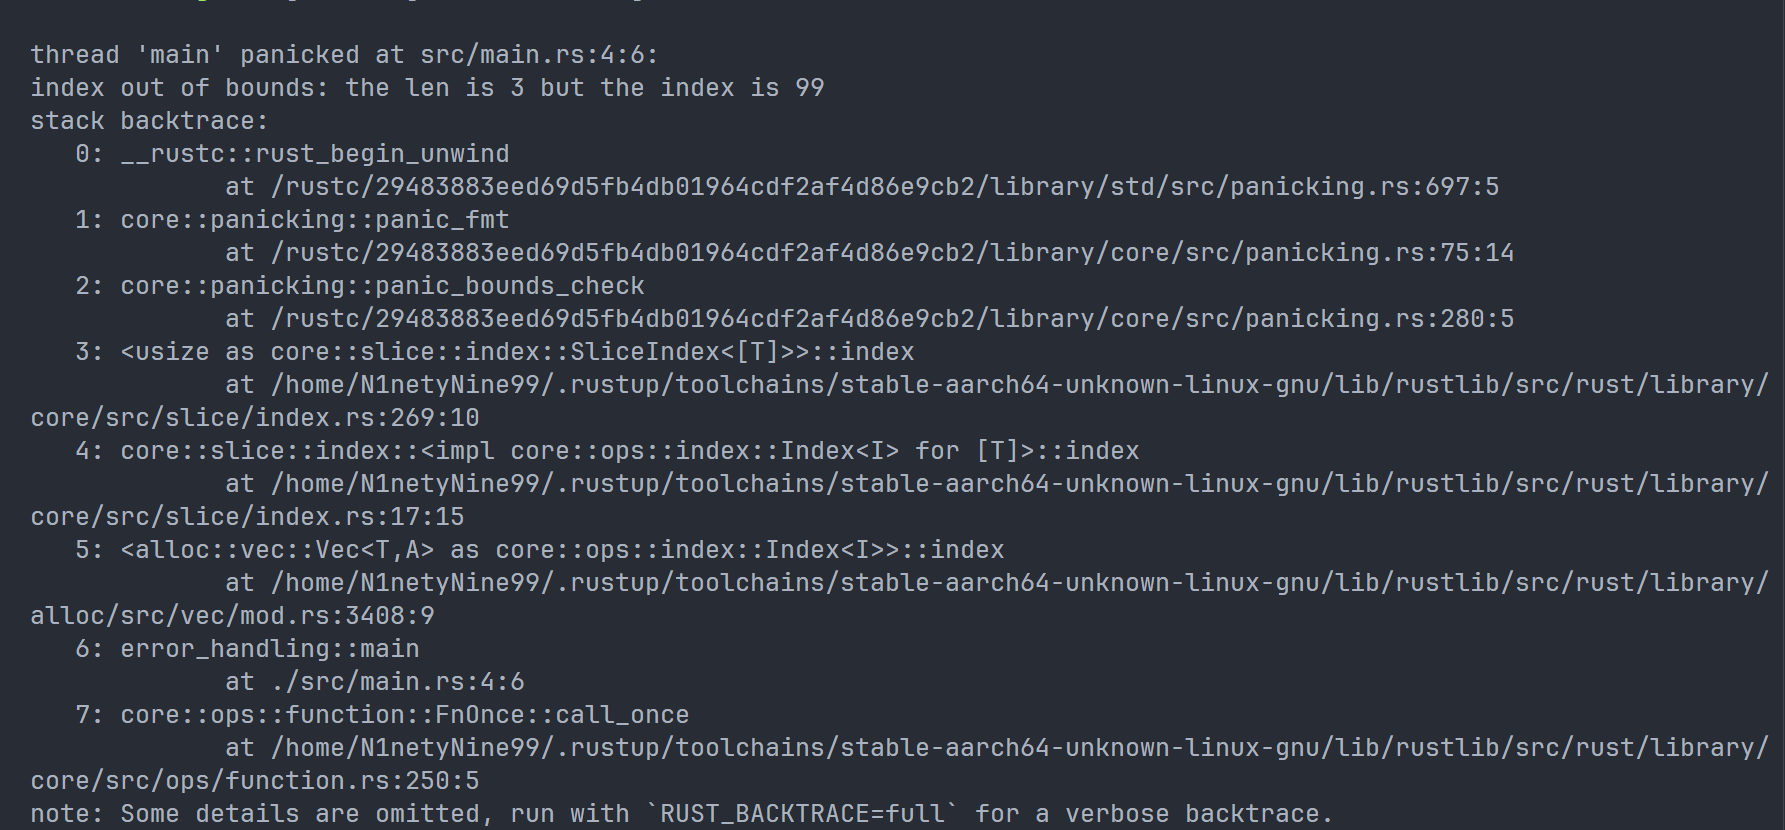 thread 'main' panicked at src/main.rs:4:6:
index out of bounds: the len is 3 but the index is 99
stack backtrace:
   0: __rustc::rust_begin_unwind
             at /rustc/29483883eed69d5fb4db01964cdf2af4d86e9cb2/library/std/src/panicking.rs:697:5
   1: core::panicking::panic_fmt
             at /rustc/29483883eed69d5fb4db01964cdf2af4d86e9cb2/library/core/src/panicking.rs:75:14
   2: core::panicking::panic_bounds_check
             at /rustc/29483883eed69d5fb4db01964cdf2af4d86e9cb2/library/core/src/panicking.rs:280:5
   3: <usize as core::slice::index::SliceIndex<[T]>>::index
             at /home/N1netyNine99/.rustup/toolchains/stable-aarch64-unknown-linux-gnu/lib/rustlib/src/rust/library/
core/src/slice/index.rs:269:10
   4: core::slice::index::<impl core::ops::index::Index<I> for [T]>::index
             at /home/N1netyNine99/.rustup/toolchains/stable-aarch64-unknown-linux-gnu/lib/rustlib/src/rust/library/
core/src/slice/index.rs:17:15
   5: <alloc::vec::Vec<T,A> as core::ops::index::Index<I>>::index
             at /home/N1netyNine99/.rustup/toolchains/stable-aarch64-unknown-linux-gnu/lib/rustlib/src/rust/library/
alloc/src/vec/mod.rs:3408:9
   6: error_handling::main
             at ./src/main.rs:4:6
   7: core::ops::function::FnOnce::call_once
             at /home/N1netyNine99/.rustup/toolchains/stable-aarch64-unknown-linux-gnu/lib/rustlib/src/rust/library/
core/src/ops/function.rs:250:5
note: Some details are omitted, run with `RUST_BACKTRACE=full` for a verbose backtrace.